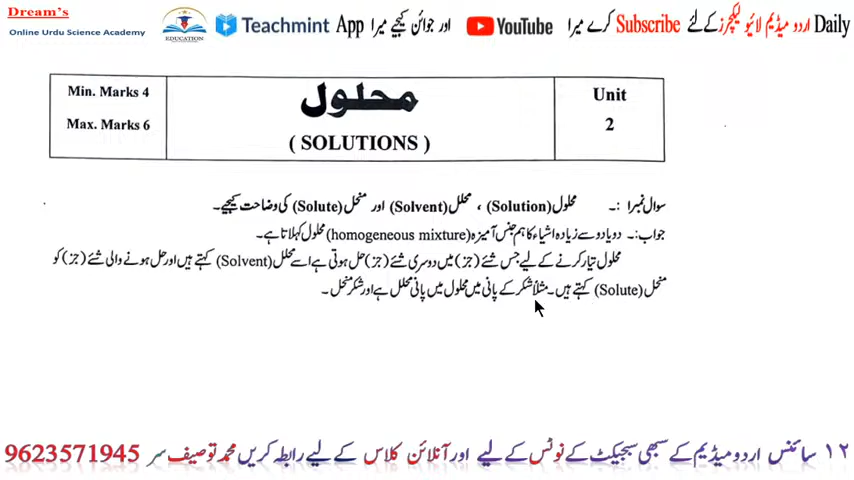 Dream's
Online Urdu Science Academy
EDUCATION
Daily اردو میڈیم لائیو لیکچرز کے لئے Subscribe کرے میرا YouTube اور جوائن کیجیے میرا Teachmint App
Min. Marks 4
Max. Marks 6
محلول
( SOLUTIONS )
Unit
2
سوال نمبر ا :۔ محلول (Solution) ، محلل (Solvent) اور منحل (Solute) کی وضاحت کیجیے۔
جواب :۔ دو یا دو سے زیادہ اشیاء کا ہم جنس آمیزہ (homogeneous mixture) محلول کہلاتا ہے۔
محلول تیار کرنے کے لیے جس شئے (جز) میں دوسری شئے (جز) حل ہوتی ہے اسے محلل (Solvent) کہتے ہیں اور حل ہونے والی شئے (جز) کو
منحل (Solute) کہتے ہیں۔ مثلاً شکر کے پانی میں محلول میں پانی محلل ہے اور شکر منحل ۔
۱۲ سائنس اردو میڈیم کے سبھی سبجیکٹ کے نوٹس کے لیے اور آنلائن کلاس کے لیے رابطہ کریں محمد توصیف سر 9623571945